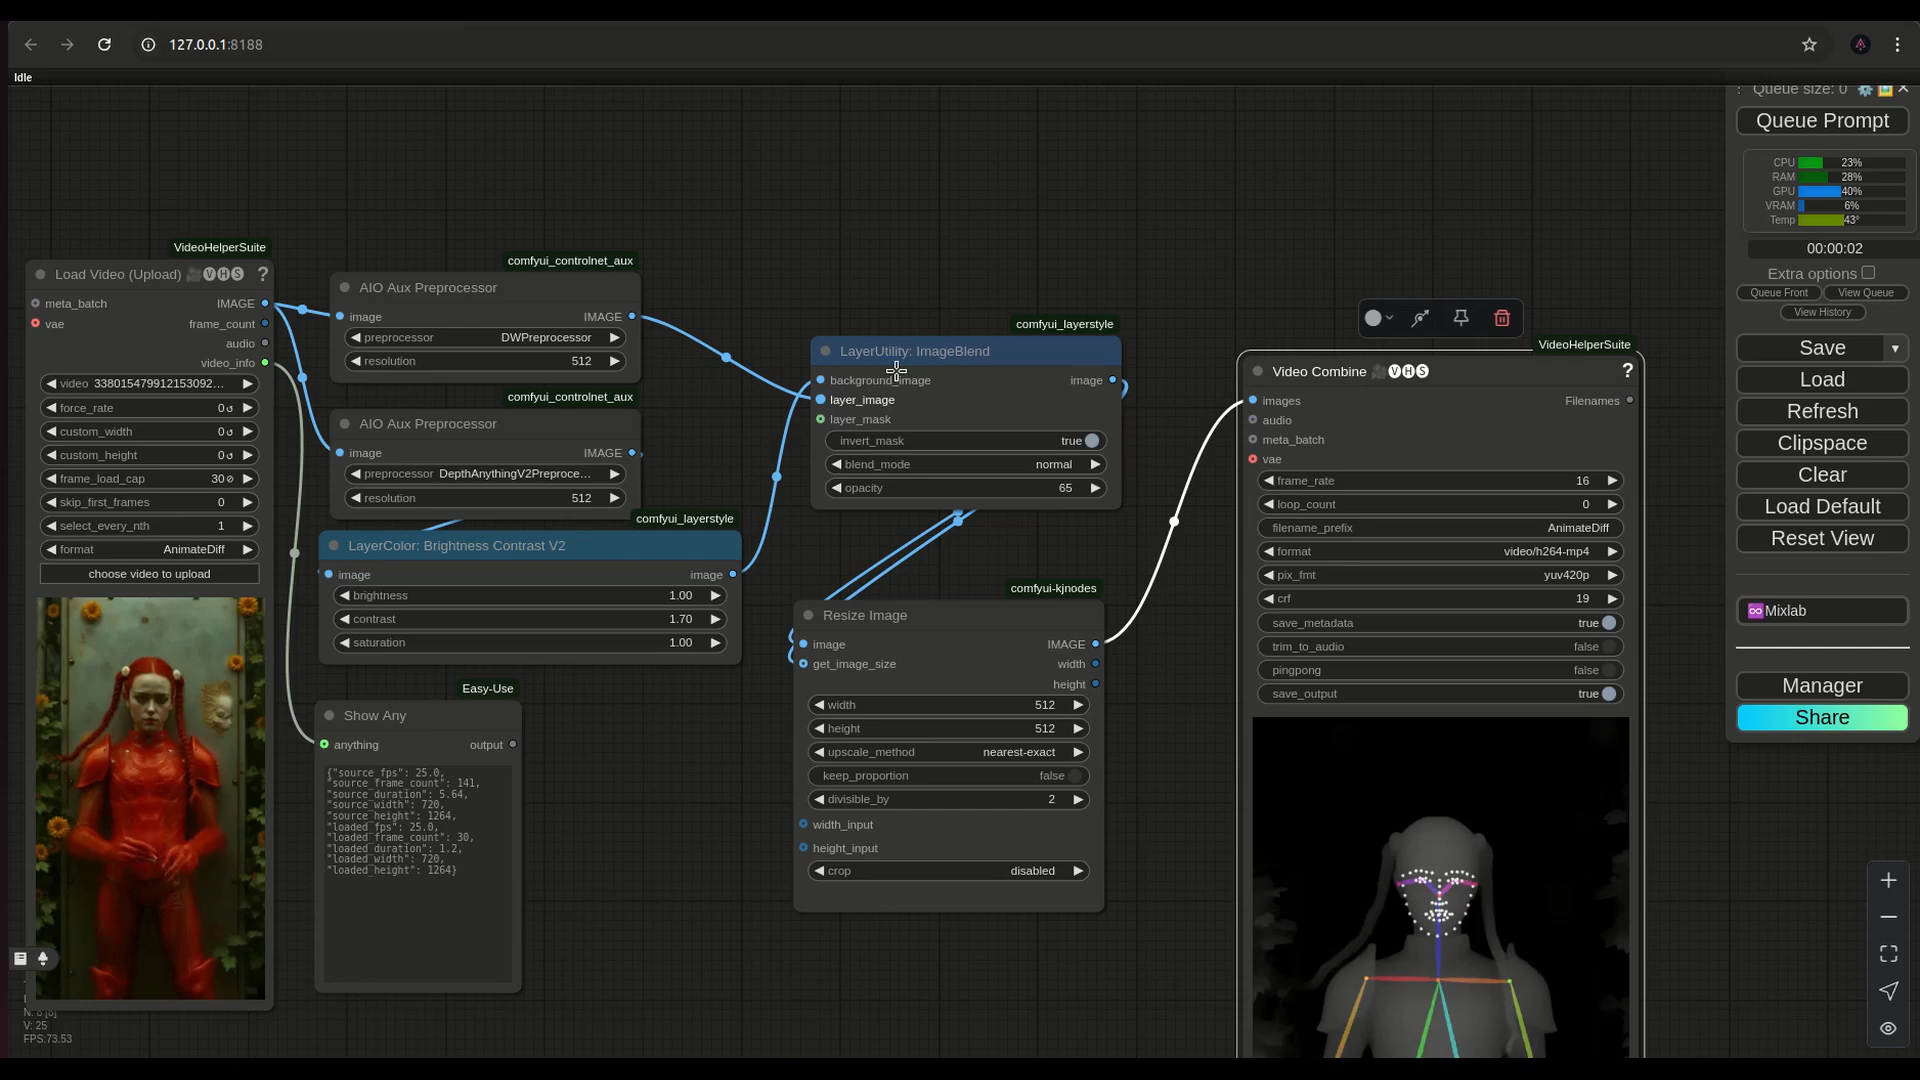 127.0.0.1:8188
Idle
VideoHelperSuite
Load Video (Upload) 🎥🅥🅗🅢 ?
meta_batch IMAGE
vae frame_count
audio
video_info
video 338015479912153092...
force_rate 0↺
custom_width 0↺
custom_height 0↺
frame_load_cap 30⊘
skip_first_frames 0
select_every_nth 1
format AnimateDiff
choose video to upload
comfyui_controlnet_aux
AIO Aux Preprocessor
image IMAGE
preprocessor DWPreprocessor
resolution 512
comfyui_controlnet_aux
AIO Aux Preprocessor
image IMAGE
preprocessor DepthAnythingV2Preproce...
resolution 512
comfyui_layerstyle
LayerColor: Brightness Contrast V2
image image
brightness 1.00
contrast 1.70
saturation 1.00
Easy-Use
Show Any
anything output
{"source_fps": 25.0,
"source_frame_count": 141,
"source_duration": 5.64,
"source_width": 720,
"source_height": 1264,
"loaded_fps": 25.0,
"loaded_frame_count": 30,
"loaded_duration": 1.2,
"loaded_width": 720,
"loaded_height": 1264}
comfyui_layerstyle
LayerUtility: ImageBlend
background_image image
layer_image
layer_mask
invert_mask true
blend_mode normal
opacity 65
comfyui-kjnodes
Resize Image
image IMAGE
get_image_size width
height
width 512
height 512
upscale_method nearest-exact
keep_proportion false
divisible_by 2
width_input
height_input
crop disabled
VideoHelperSuite
Video Combine 🎥🅥🅗🅢 ?
images Filenames
audio
meta_batch
vae
frame_rate 16
loop_count 0
filename_prefix AnimateDiff
format video/h264-mp4
pix_fmt yuv420p
crf 19
save_metadata true
trim_to_audio false
pingpong false
save_output true
Queue size: 0
Queue Prompt
CPU 23%
RAM 28%
GPU 40%
VRAM 6%
Temp 43°
00:00:02
Extra options
Queue Front View Queue
View History
Save
Load
Refresh
Clipspace
Clear
Load Default
Reset View
♾️Mixlab
Manager
Share
N: 8 [8]
V: 25
FPS:73.53